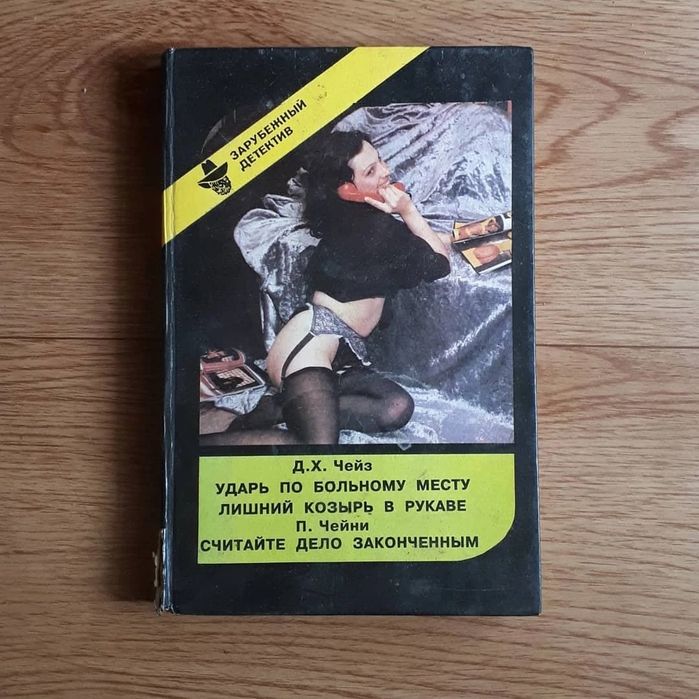 ЗАРУБЕЖНЫЙ
ДЕТЕКТИВ
Д.Х. Чейз
УДАРЬ ПО БОЛЬНОМУ МЕСТУ
ЛИШНИЙ КОЗЫРЬ В РУКАВЕ
П. Чейни
СЧИТАЙТЕ ДЕЛО ЗАКОНЧЕННЫМ